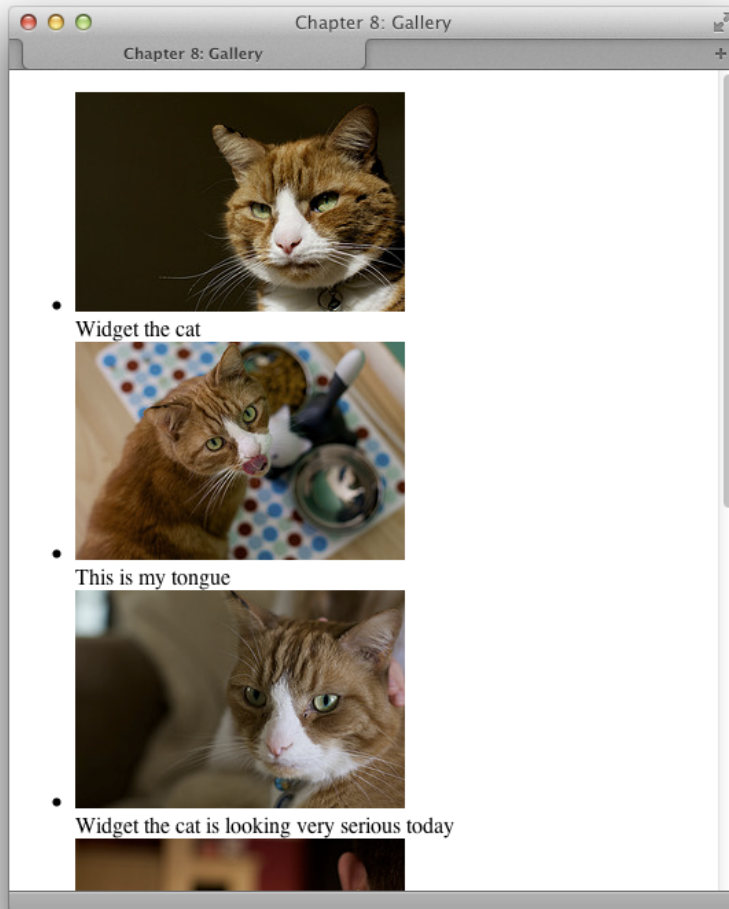 Chapter 8: Gallery
Chapter 8: Gallery
Widget the cat
This is my tongue
Widget the cat is looking very serious today